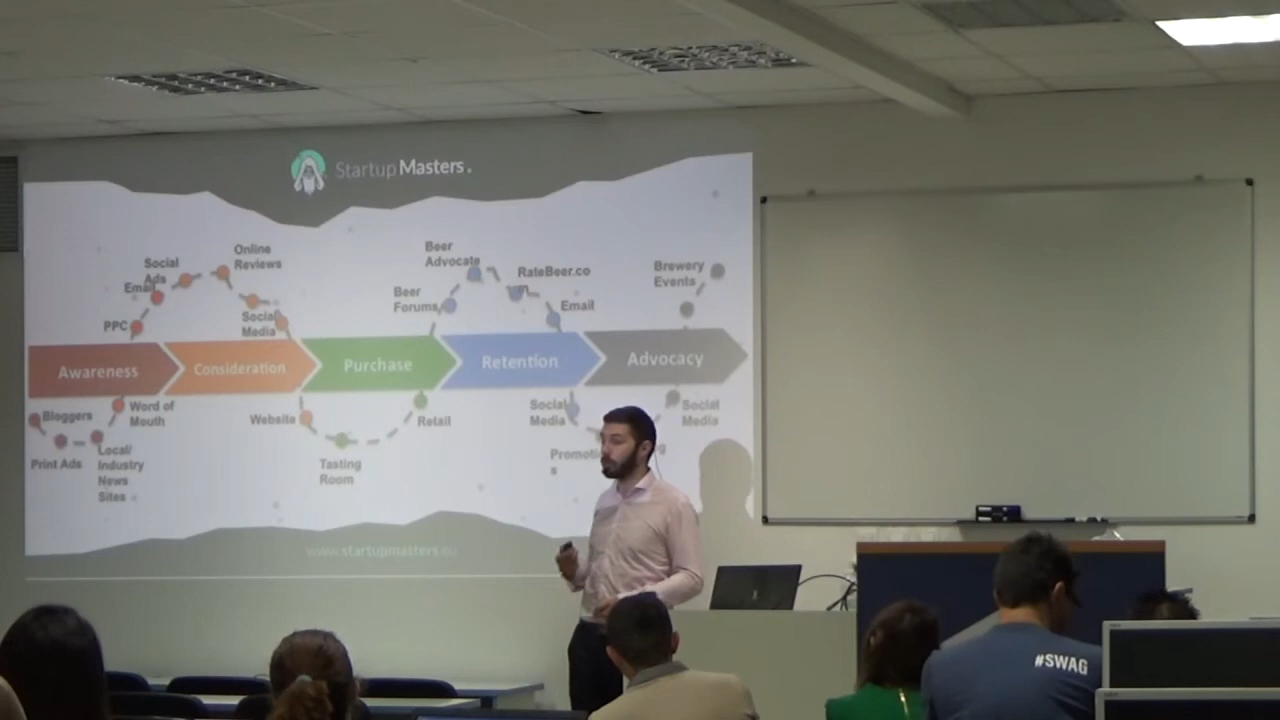 StartupMasters.
Online
Reviews
Social
Ads
Email
PPC
Social
Media
Beer
Advocate
RateBeer.co
m
Beer
Forums
Email
Brewery
Events
Awareness
Consideration
Purchase
Retention
Advocacy
Bloggers
Word of
Mouth
Print Ads
Local/
Industry
News
Sites
Website
Tasting
Room
Retail
Social
Media
Social
Media
s
www.startupmasters.eu
#SWAG